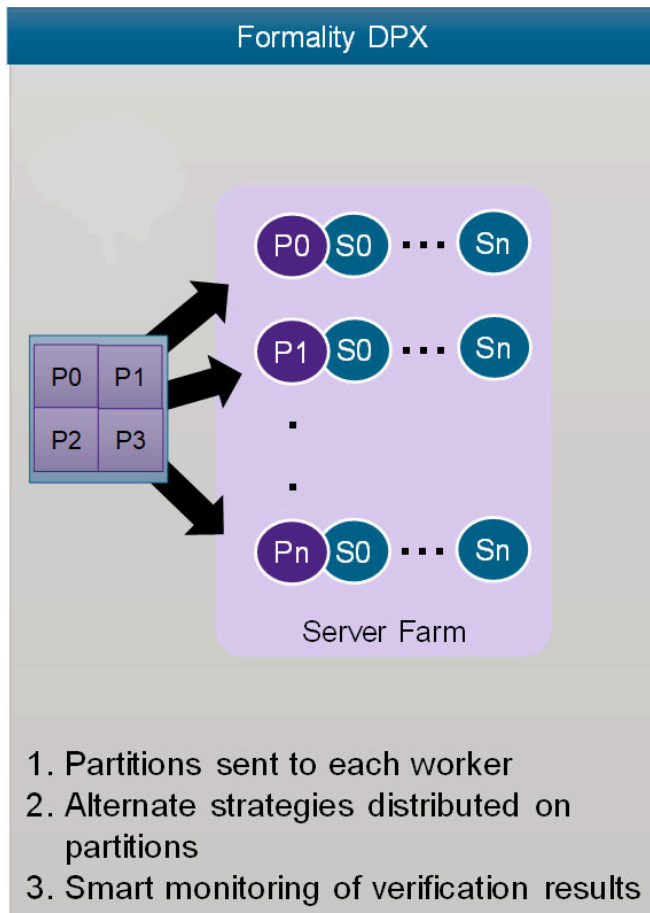 Formality DPX
P0 S0 ... Sn
P0 P1
P1 S0 ... Sn
P2 P3
.
.
Pn S0 ... Sn
Server Farm
1. Partitions sent to each worker
2. Alternate strategies distributed on
partitions
3. Smart monitoring of verification results